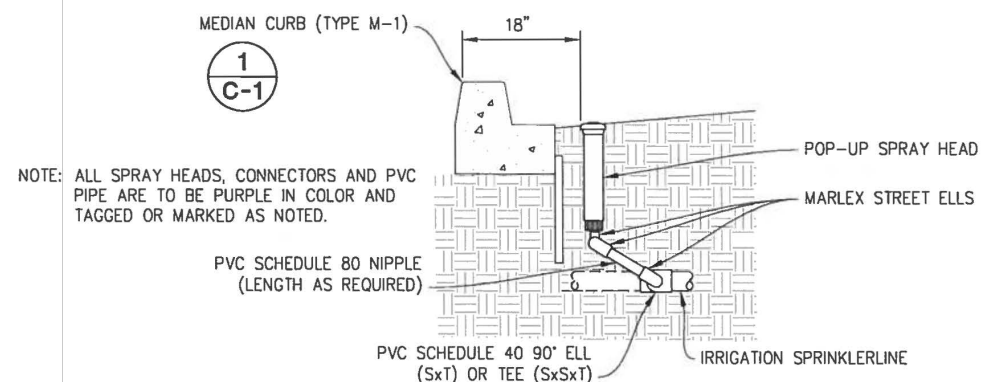 MEDIAN CURB (TYPE M-1)
18"
1
C-1
NOTE: ALL SPRAY HEADS, CONNECTORS AND PVC
PIPE ARE TO BE PURPLE IN COLOR AND
TAGGED OR MARKED AS NOTED.
POP-UP SPRAY HEAD
MARLEX STREET ELLS
PVC SCHEDULE 80 NIPPLE
(LENGTH AS REQUIRED)
PVC SCHEDULE 40 90° ELL
(SxT) OR TEE (SxSxT)
IRRIGATION SPRINKLERLINE